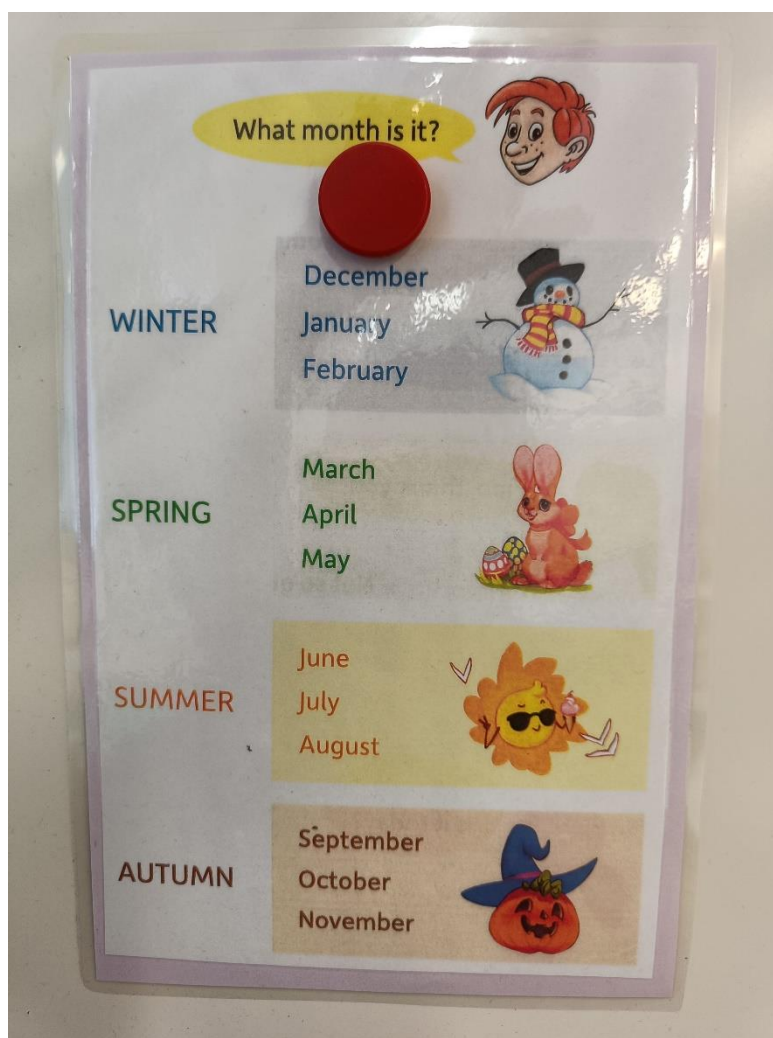 What month is it?
WINTER
December
January
February
SPRING
March
April
May
SUMMER
June
July
August
AUTUMN
September
October
November